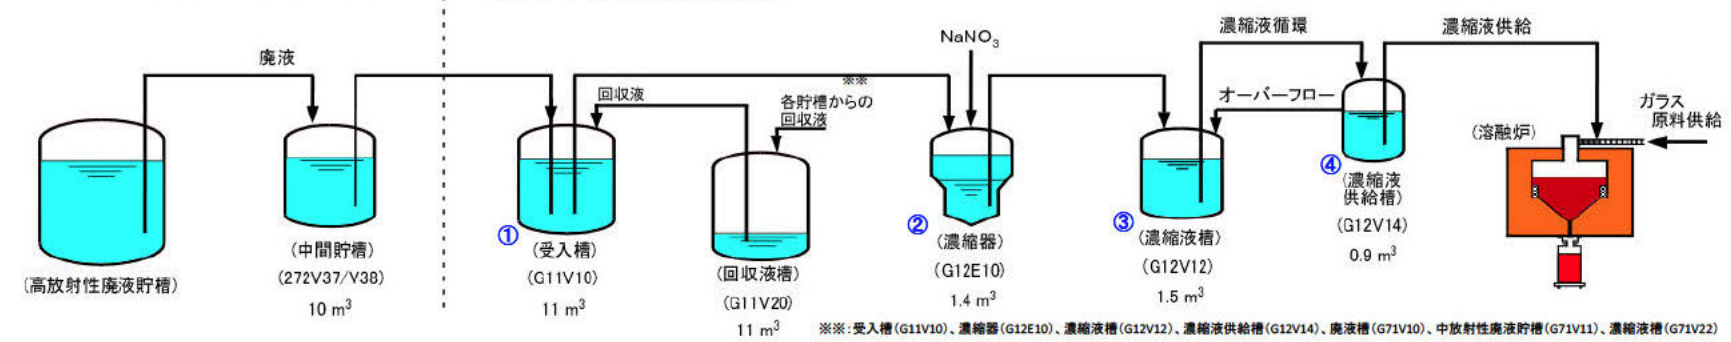 廃液
(高放射性廃液貯槽)
(中間貯槽)
(272V37/V38)
10 m³
①
(受入槽)
(G11V10)
11 m³
回収液
※※
各貯槽からの
回収液
(回収液槽)
(G11V20)
11 m³
NaNO₃
②
(濃縮器)
(G12E10)
1.4 m³
③
(濃縮液槽)
(G12V12)
1.5 m³
濃縮液循環
オーバーフロー
④
(濃縮液
供給槽)
(G12V14)
0.9 m³
濃縮液供給
(溶融炉)
ガラス
原料供給
※※:受入槽(G11V10)、濃縮器(G12E10)、濃縮液槽(G12V12)、濃縮液供給槽(G12V14)、廃液槽(G71V10)、中放射性廃液貯槽(G71V11)、濃縮液槽(G71V22)